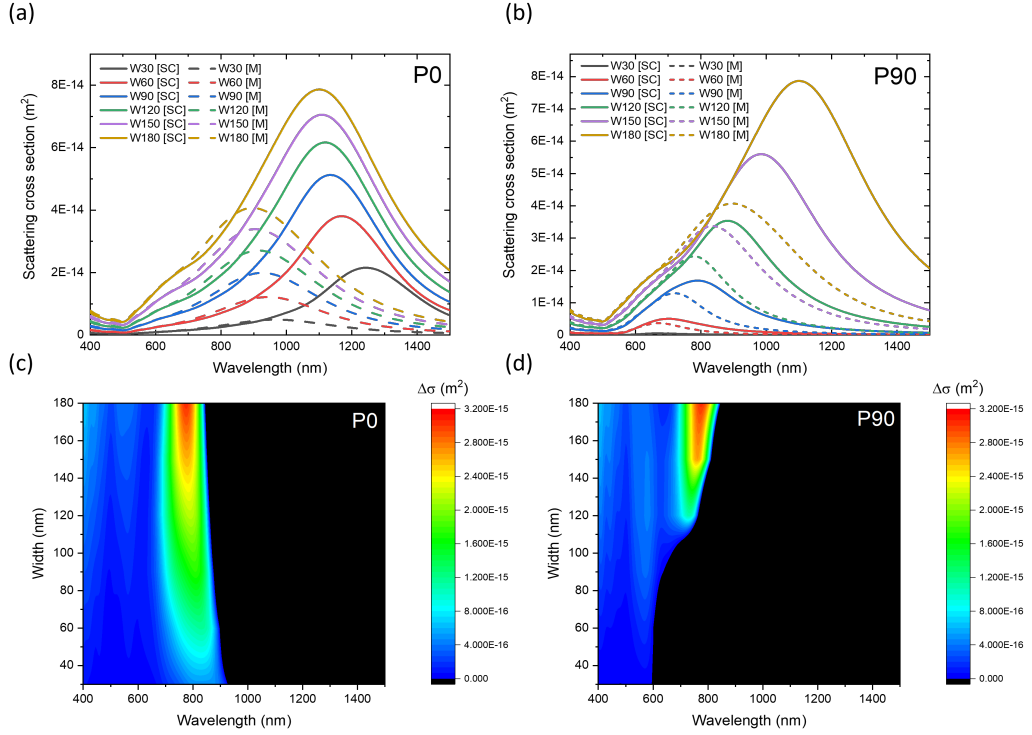 (a)
8E-14
6E-14
4E-14
2E-14
0
Scattering cross section (m²)
W30 [SC] W30 [M]
W60 [SC] W60 [M]
W90 [SC] W90 [M]
W120 [SC] W120 [M]
W150 [SC] W150 [M]
W180 [SC] W180 [M]
P0
400 600 800 1000 1200 1400
Wavelength (nm)
(b)
8E-14
7E-14
6E-14
5E-14
4E-14
3E-14
2E-14
1E-14
0
Scattering cross section (m²)
W30 [SC] W30 [M]
W60 [SC] W60 [M]
W90 [SC] W90 [M]
W120 [SC] W120 [M]
W150 [SC] W150 [M]
W180 [SC] W180 [M]
P90
400 600 800 1000 1200 1400
Wavelength (nm)
(c)
180
160
140
120
100
80
60
40
Width (nm)
P0
400 600 800 1000 1200 1400
Wavelength (nm)
Δσ (m²)
3.200E-15
2.800E-15
2.400E-15
2.000E-15
1.600E-15
1.200E-15
8.000E-16
4.000E-16
0.000
(d)
180
160
140
120
100
80
60
40
Width (nm)
P90
400 600 800 1000 1200 1400
Wavelength (nm)
Δσ (m²)
3.200E-15
2.800E-15
2.400E-15
2.000E-15
1.600E-15
1.200E-15
8.000E-16
4.000E-16
0.000